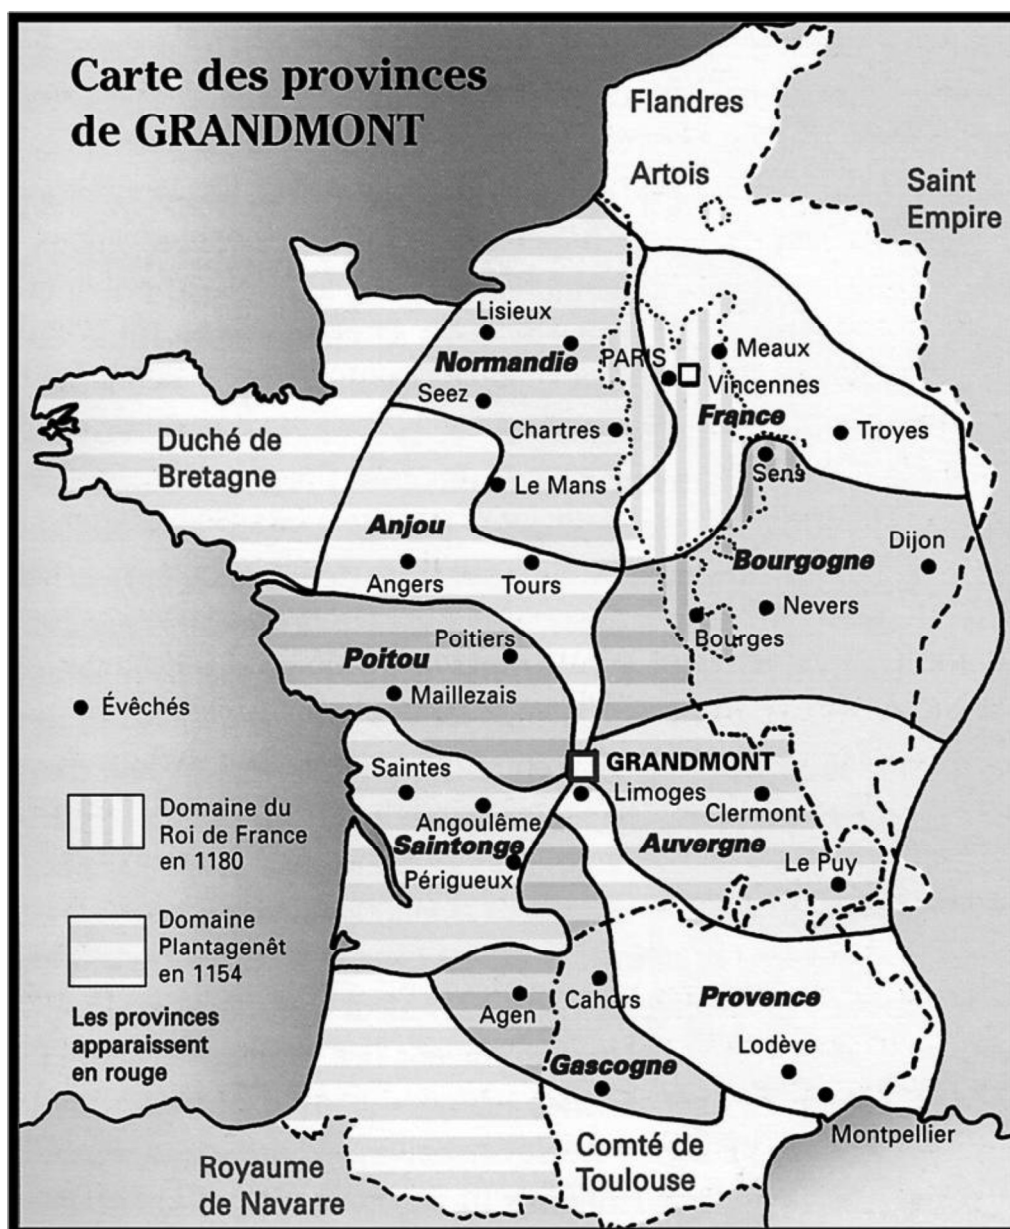 Carte des provinces
de GRANDMONT
Flandres
Artois
Saint
Empire
Lisieux
Normandie
PARIS
Meaux
Vincennes
Seez
France
Chartres
Troyes
Duché de
Bretagne
Le Mans
Sens
Anjou
Dijon
Bourgogne
Angers
Tours
Nevers
Poitiers
Bourges
Poitou
Maillezais
Évêchés
GRANDMONT
Saintes
Limoges
Clermont
Angoulême
Saintonge
Auvergne
Périgueux
Le Puy
Domaine du
Roi de France
en 1180
Domaine
Plantagenêt
en 1154
Les provinces
apparaissent
en rouge
Cahors
Provence
Agen
Lodève
Gascogne
Montpellier
Comté de
Toulouse
Royaume
de Navarre